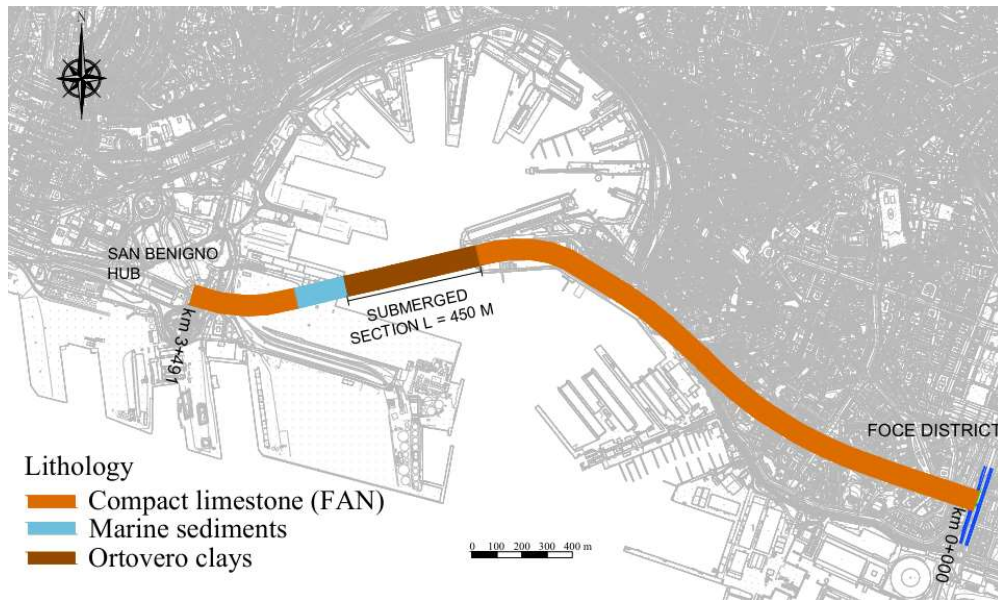 N
SAN BENIGNO
HUB
km 3+491
SUBMERGED
SECTION L = 450 M
FOCE DISTRICT
km 0+000
Lithology
Compact limestone (FAN)
Marine sediments
Ortovero clays
0 100 200 300 400 m